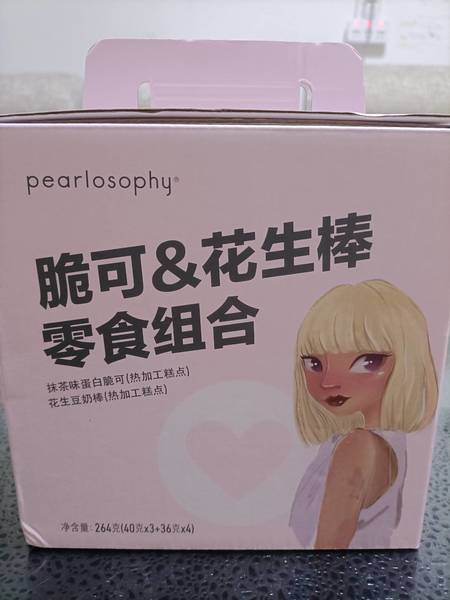 pearlosophy®
脆可&花生棒
零食组合
抹茶味蛋白脆可(热加工糕点)
花生豆奶棒(热加工糕点)
净含量: 264克(40克x3+36克x4)